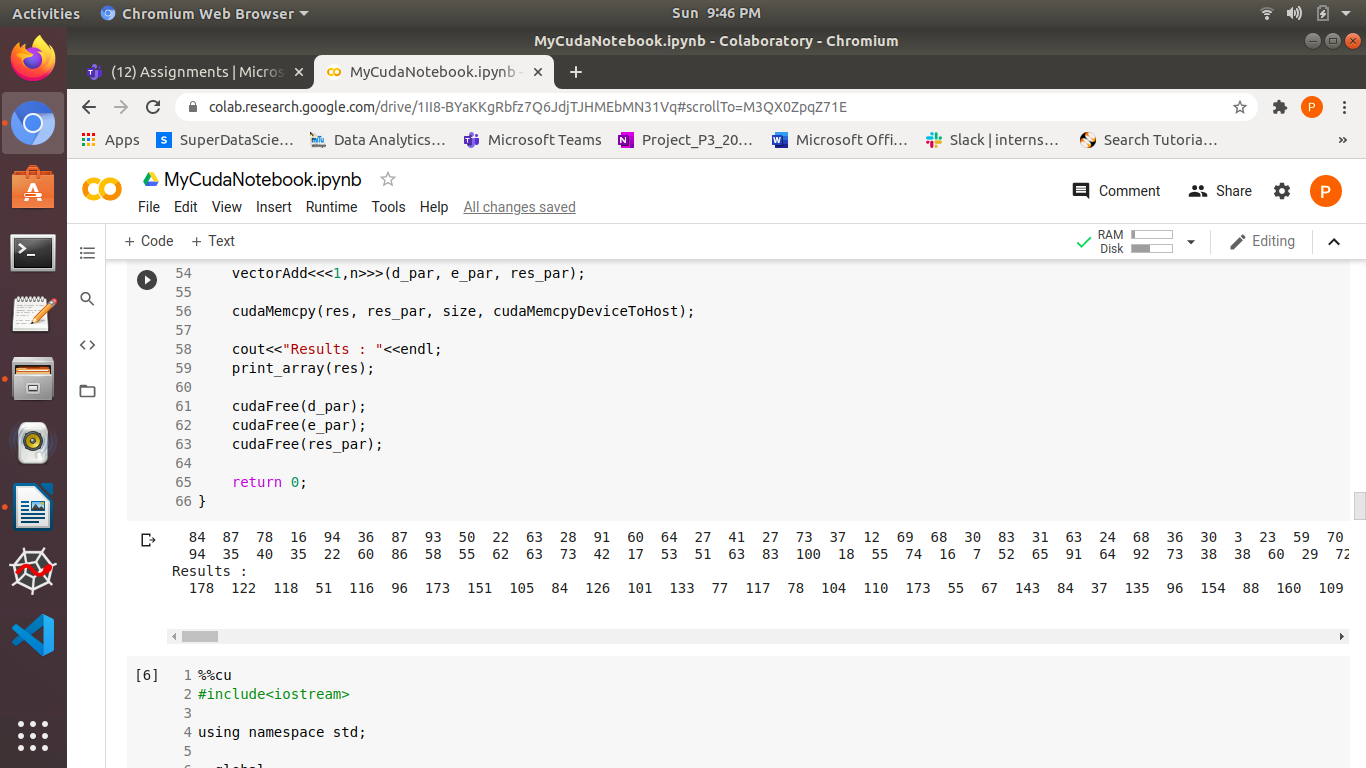 Activities Chromium Web Browser Sun 9:46 PM
MyCudaNotebook.ipynb - Colaboratory - Chromium
(12) Assignments | Micros MyCudaNotebook.ipynb -
colab.research.google.com/drive/1II8-BYaKKgRbfz7Q6JdjTJHMEbMN31Vq#scrollTo=M3QX0ZpqZ71E P
Apps S SuperDataScie... Data Analytics... Microsoft Teams Project_P3_20... Microsoft Offi... Slack | interns... Search Tutoria... »
MyCudaNotebook.ipynb
Comment Share P
File Edit View Insert Runtime Tools Help All changes saved
+ Code + Text RAM Disk Editing
54 vectorAdd<<<1,n>>>(d_par, e_par, res_par);
55
56 cudaMemcpy(res, res_par, size, cudaMemcpyDeviceToHost);
57
58 cout<<"Results : "<<endl;
59 print_array(res);
60
61 cudaFree(d_par);
62 cudaFree(e_par);
63 cudaFree(res_par);
64
65 return 0;
66 }
84 87 78 16 94 36 87 93 50 22 63 28 91 60 64 27 41 27 73 37 12 69 68 30 83 31 63 24 68 36 30 3 23 59 70
94 35 40 35 22 60 86 58 55 62 63 73 42 17 53 51 63 83 100 18 55 74 16 7 52 65 91 64 92 73 38 38 60 29 72
Results :
178 122 118 51 116 96 173 151 105 84 126 101 133 77 117 78 104 110 173 55 67 143 84 37 135 96 154 88 160 109
[6] 1 %%cu
2 #include<iostream>
3
4 using namespace std;
5